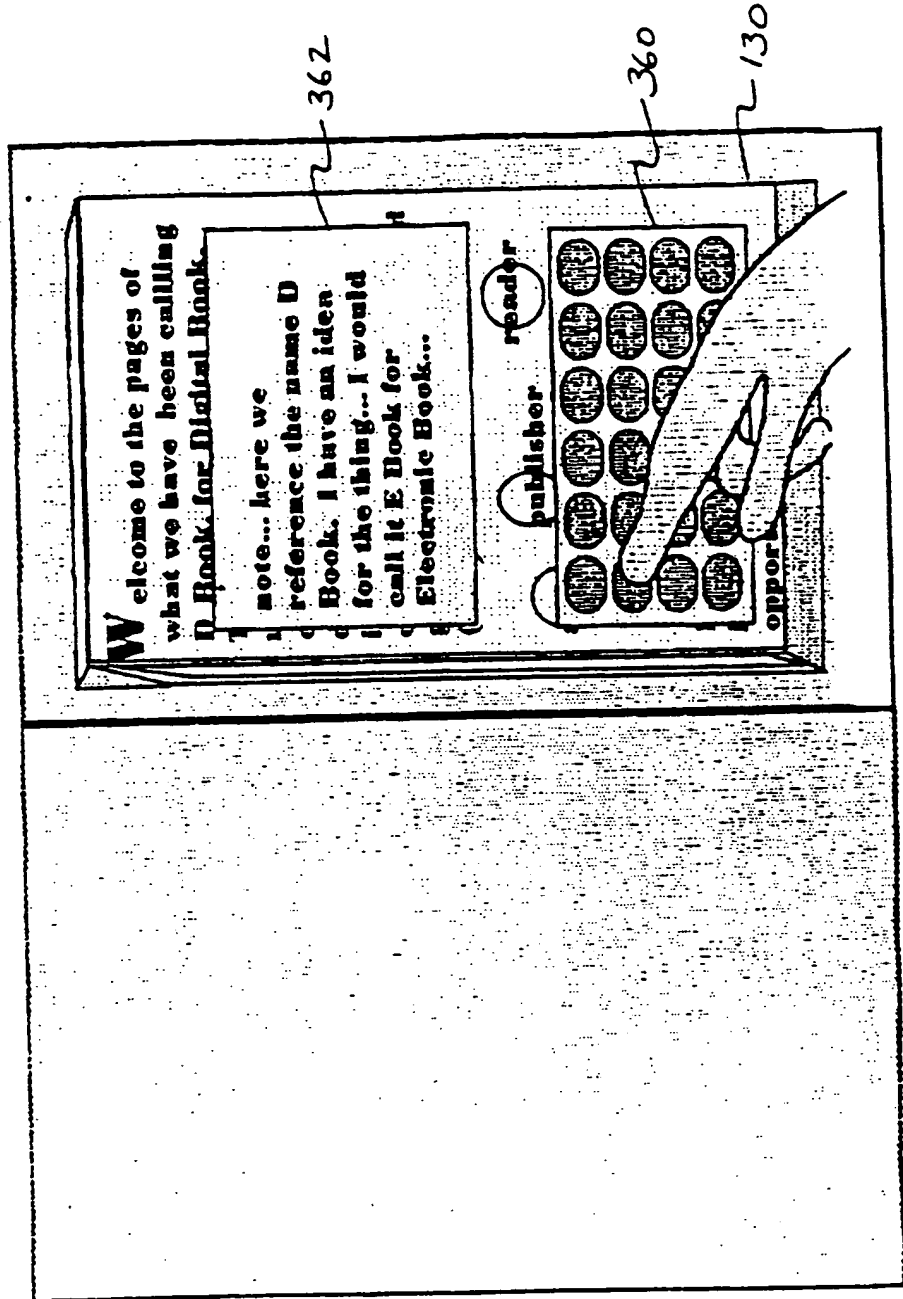 Welcome to the pages of
what we have been callling
D Book, for Digital Book.
note... here we
reference the name D
Book. I have an idea
for the thing... I would
call it E Book for
Electronic Book...
publisher
reader
oppor
362
360
130